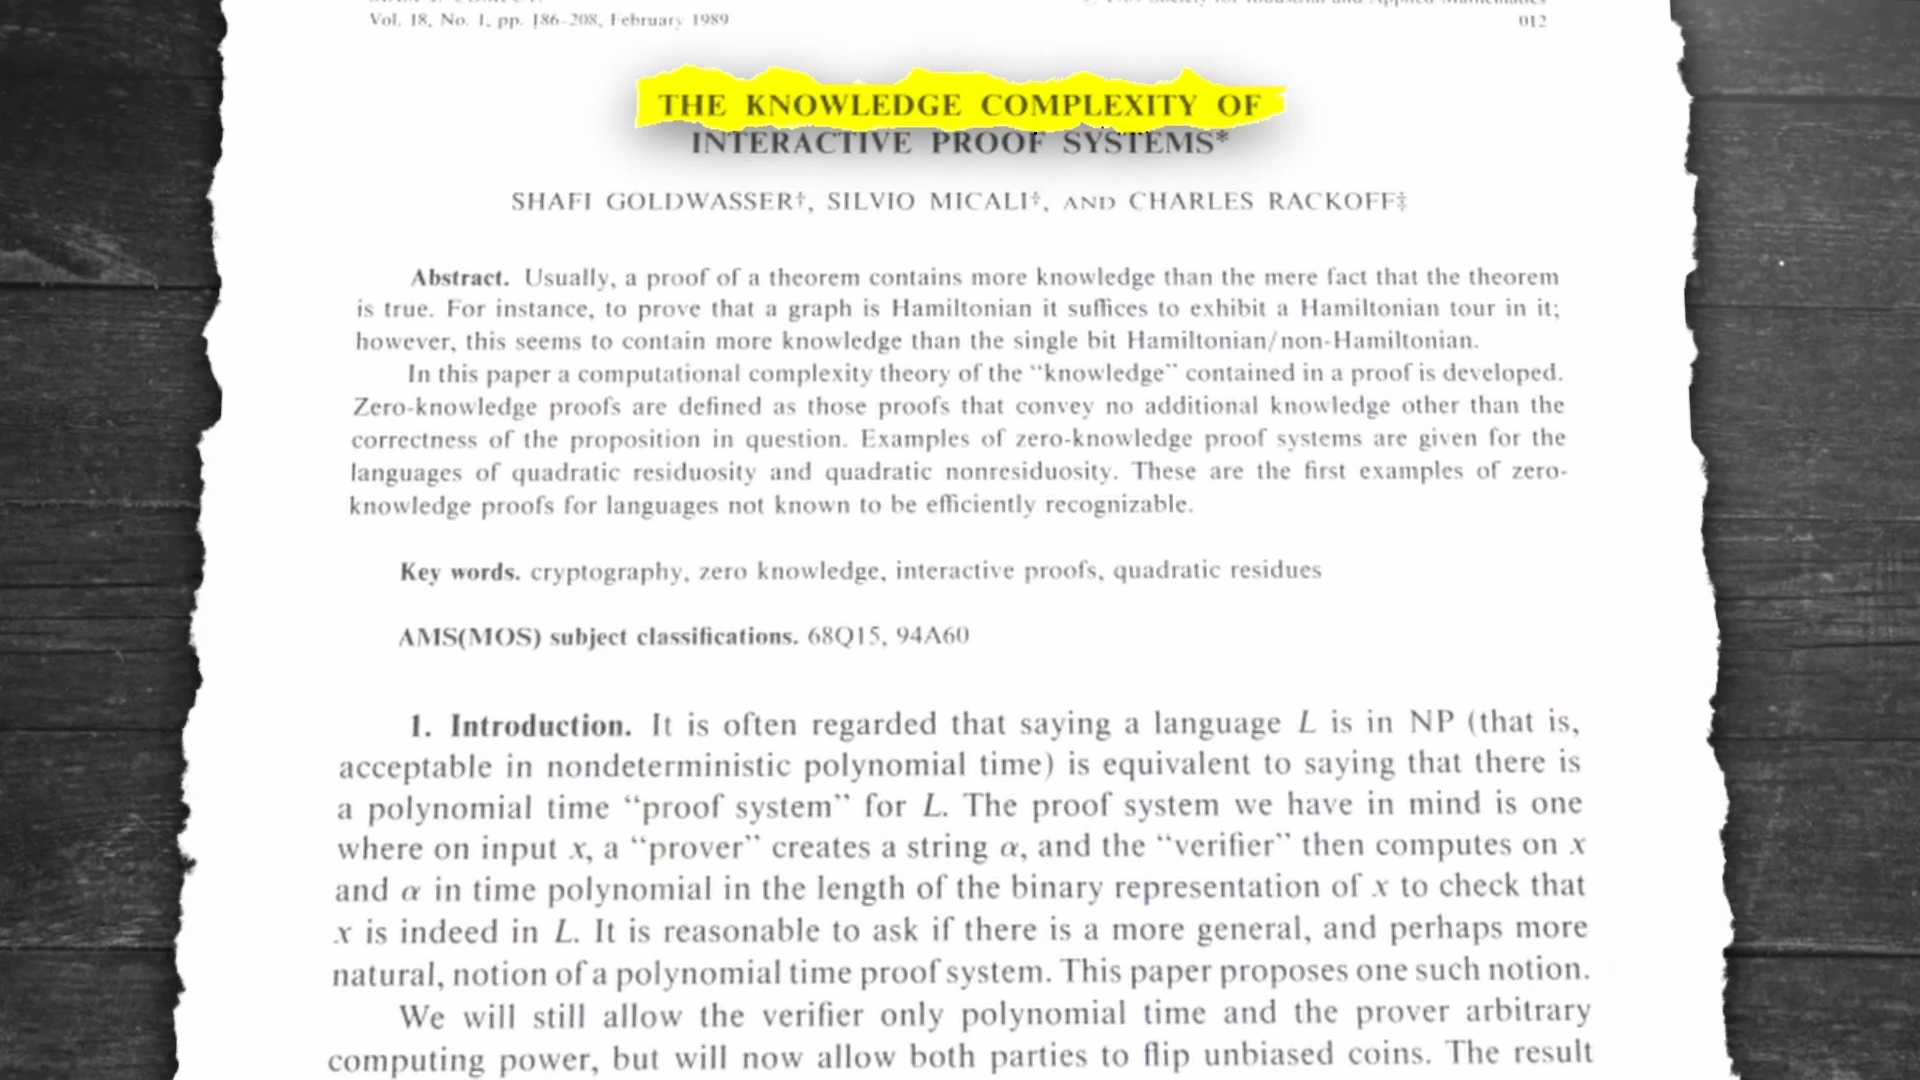 Vol. 18, No. 1, pp. 186-208, February 1989
012
THE KNOWLEDGE COMPLEXITY OF
INTERACTIVE PROOF SYSTEMS*
SHAFI GOLDWASSER†, SILVIO MICALI†, AND CHARLES RACKOFF‡
Abstract. Usually, a proof of a theorem contains more knowledge than the mere fact that the theorem
is true. For instance, to prove that a graph is Hamiltonian it suffices to exhibit a Hamiltonian tour in it;
however, this seems to contain more knowledge than the single bit Hamiltonian/non-Hamiltonian.
In this paper a computational complexity theory of the “knowledge” contained in a proof is developed.
Zero-knowledge proofs are defined as those proofs that convey no additional knowledge other than the
correctness of the proposition in question. Examples of zero-knowledge proof systems are given for the
languages of quadratic residuosity and quadratic nonresiduosity. These are the first examples of zero-
knowledge proofs for languages not known to be efficiently recognizable.
Key words. cryptography, zero knowledge, interactive proofs, quadratic residues
AMS(MOS) subject classifications. 68Q15, 94A60
1. Introduction. It is often regarded that saying a language L is in NP (that is,
acceptable in nondeterministic polynomial time) is equivalent to saying that there is
a polynomial time “proof system” for L. The proof system we have in mind is one
where on input x, a “prover” creates a string α, and the “verifier” then computes on x
and α in time polynomial in the length of the binary representation of x to check that
x is indeed in L. It is reasonable to ask if there is a more general, and perhaps more
natural, notion of a polynomial time proof system. This paper proposes one such notion.
We will still allow the verifier only polynomial time and the prover arbitrary
computing power, but will now allow both parties to flip unbiased coins. The result